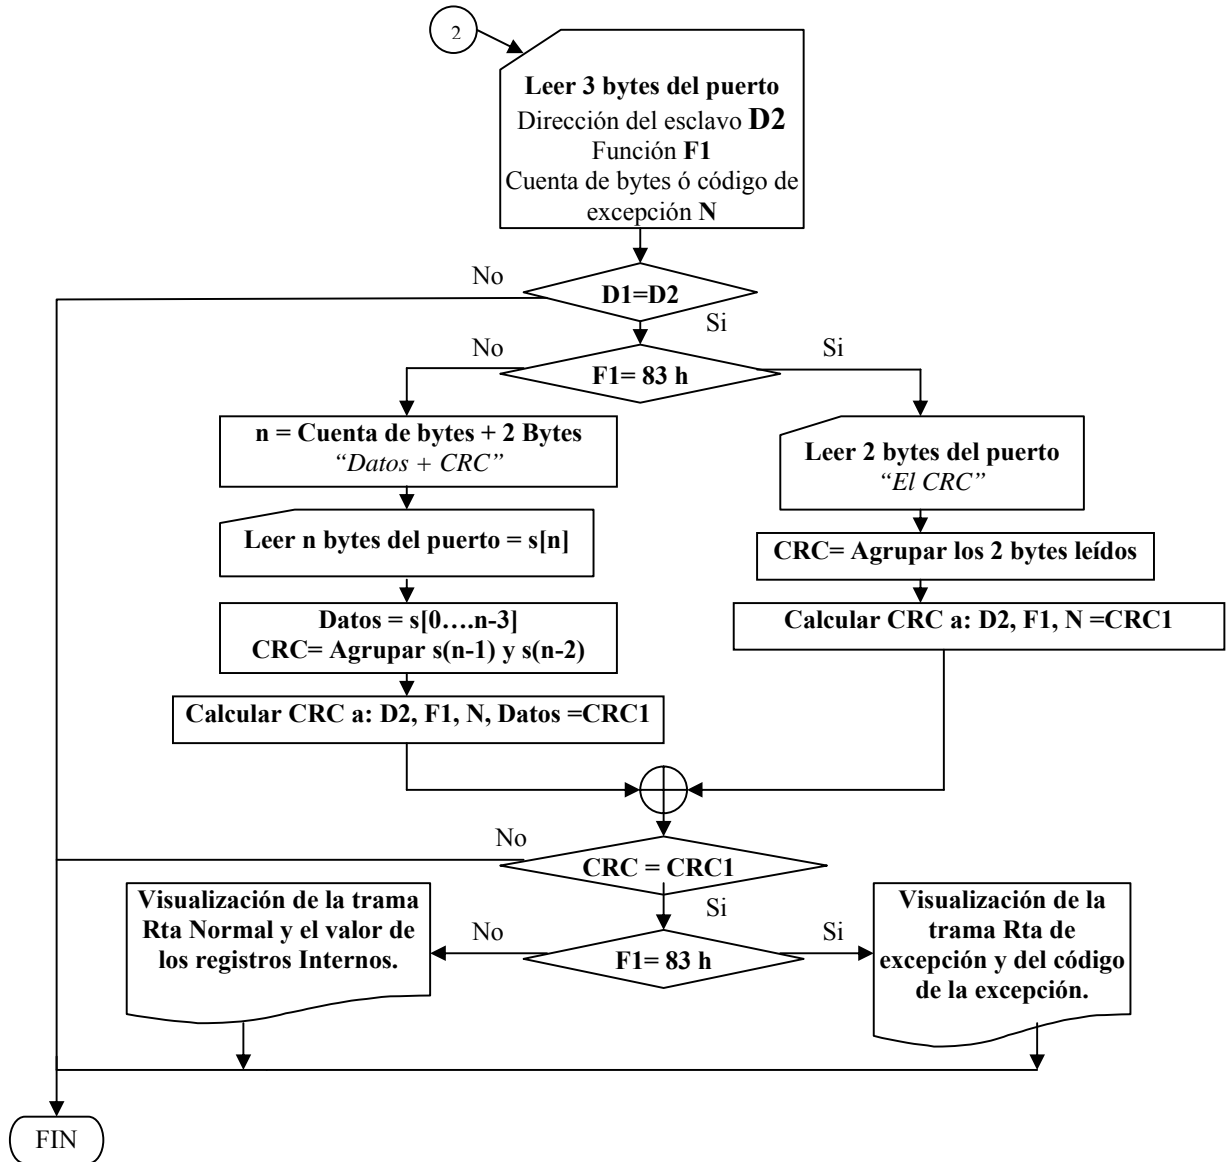 2
Leer 3 bytes del puerto
Dirección del esclavo D2
Función F1
Cuenta de bytes ó código de
excepción N
No
D1=D2
Si
No
F1= 83 h
Si
n = Cuenta de bytes + 2 Bytes
“Datos + CRC”
Leer 2 bytes del puerto
“El CRC”
Leer n bytes del puerto = s[n]
CRC= Agrupar los 2 bytes leídos
Datos = s[0….n-3]
CRC= Agrupar s(n-1) y s(n-2)
Calcular CRC a: D2, F1, N =CRC1
Calcular CRC a: D2, F1, N, Datos =CRC1
No
CRC = CRC1
Si
Visualización de la trama
Rta Normal y el valor de
los registros Internos.
No
F1= 83 h
Si
Visualización de la
trama Rta de
excepción y del código
de la excepción.
FIN